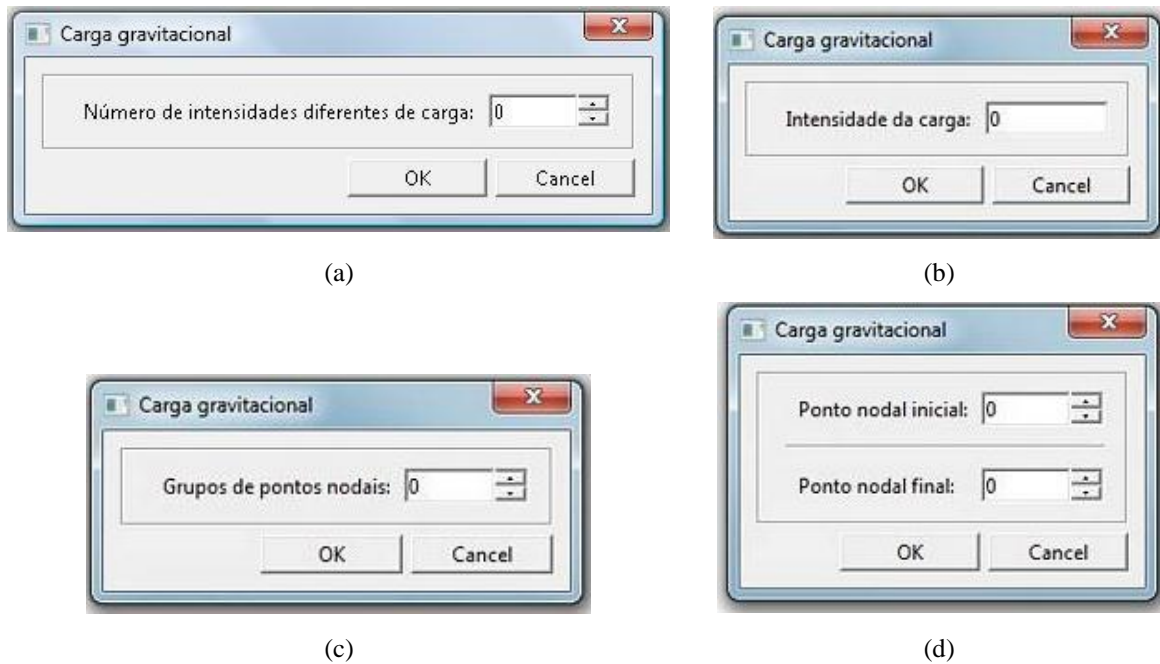 Carga gravitacional
Número de intensidades diferentes de carga: 0
OK Cancel
(a)
Carga gravitacional
Intensidade da carga: 0
OK Cancel
(b)
Carga gravitacional
Grupos de pontos nodais: 0
OK Cancel
(c)
Carga gravitacional
Ponto nodal inicial: 0
Ponto nodal final: 0
OK Cancel
(d)